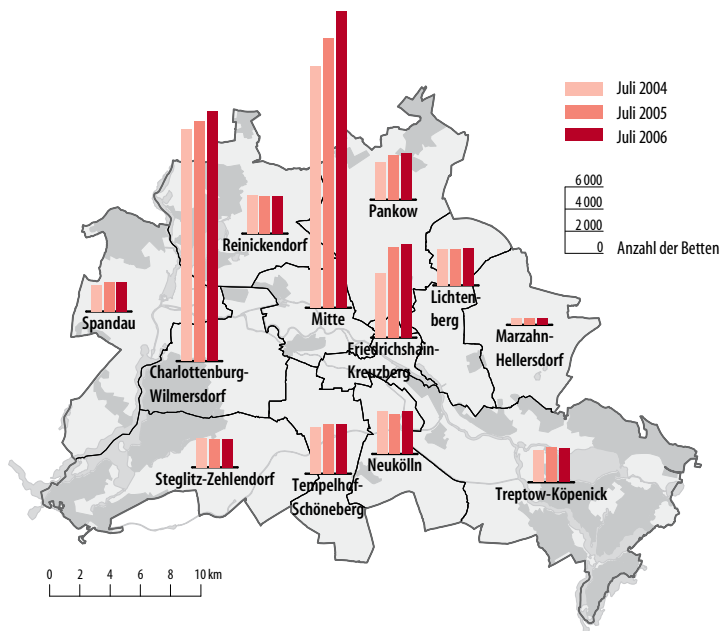 Juli 2004
Juli 2005
Juli 2006
6 000
4 000
2 000
0 Anzahl der Betten
Pankow
Reinickendorf
Lichten-
berg
Spandau
Mitte
Marzahn-
Hellersdorf
Friedrichshain-
Kreuzberg
Charlottenburg-
Wilmersdorf
Neukölln
Steglitz-Zehlendorf
Tempelhof-
Schöneberg
Treptow-Köpenick
0 2 4 6 8 10 km